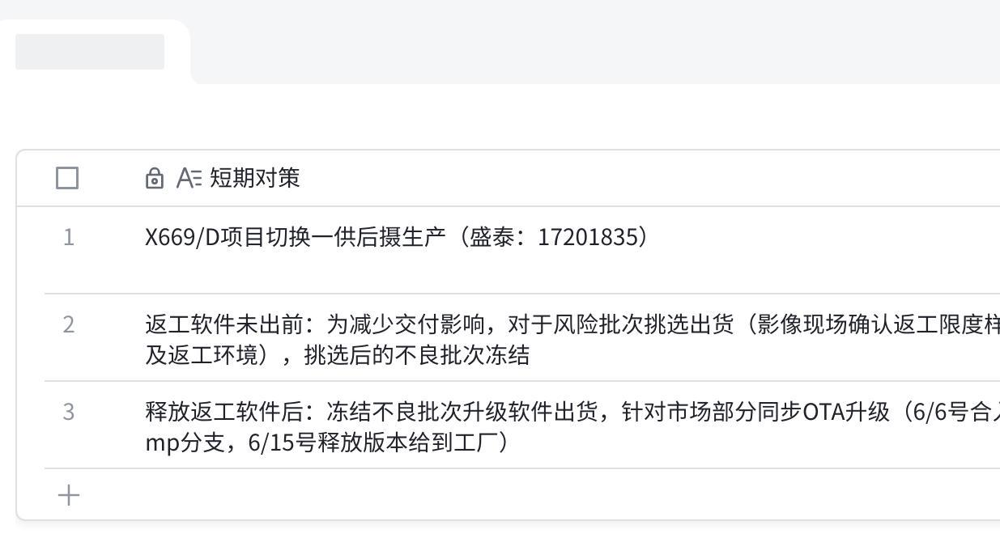 短期对策
1 X669/D项目切换一供后摄生产（盛泰：17201835）
2 返工软件未出前：为减少交付影响，对于风险批次挑选出货（影像现场确认返工限度样
及返工环境），挑选后的不良批次冻结
3 释放返工软件后：冻结不良批次升级软件出货，针对市场部分同步OTA升级（6/6号合入
mp分支，6/15号释放版本给到工厂）